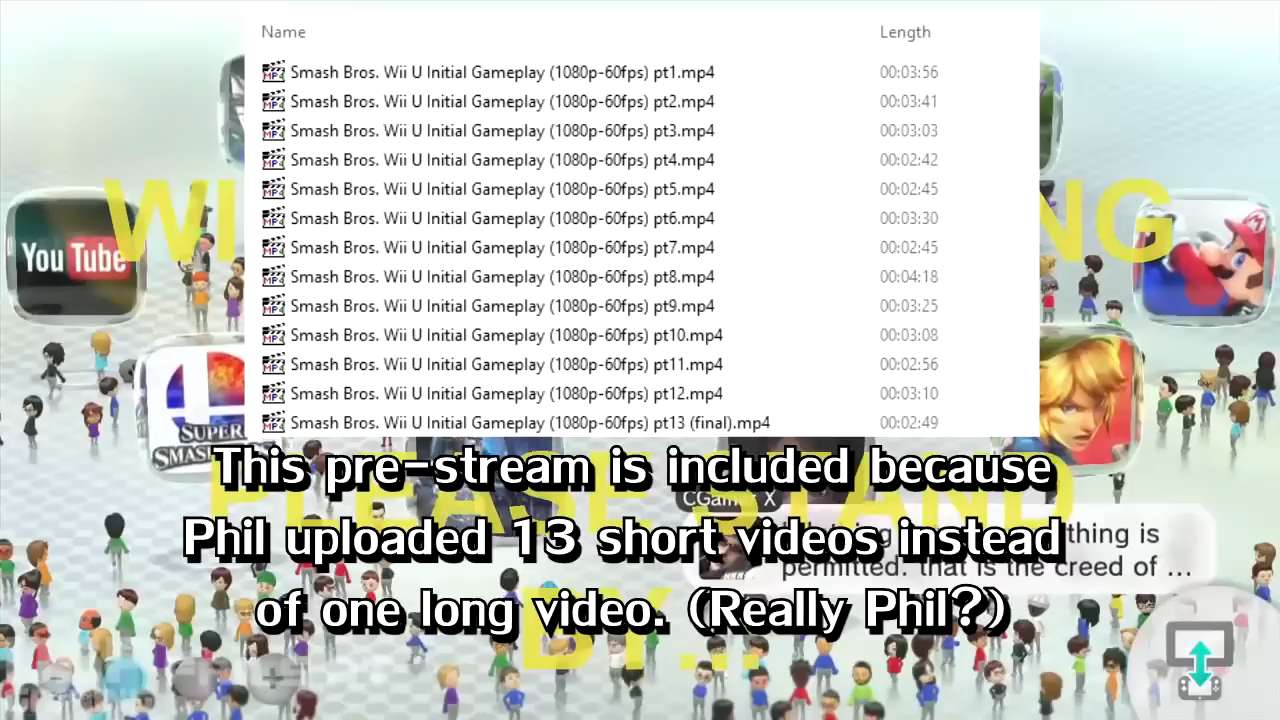 Name Length
Smash Bros. Wii U Initial Gameplay (1080p-60fps) pt1.mp4 00:03:56
Smash Bros. Wii U Initial Gameplay (1080p-60fps) pt2.mp4 00:03:41
Smash Bros. Wii U Initial Gameplay (1080p-60fps) pt3.mp4 00:03:03
Smash Bros. Wii U Initial Gameplay (1080p-60fps) pt4.mp4 00:02:42
Smash Bros. Wii U Initial Gameplay (1080p-60fps) pt5.mp4 00:02:45
Smash Bros. Wii U Initial Gameplay (1080p-60fps) pt6.mp4 00:03:30
Smash Bros. Wii U Initial Gameplay (1080p-60fps) pt7.mp4 00:02:45
Smash Bros. Wii U Initial Gameplay (1080p-60fps) pt8.mp4 00:04:18
Smash Bros. Wii U Initial Gameplay (1080p-60fps) pt9.mp4 00:03:25
Smash Bros. Wii U Initial Gameplay (1080p-60fps) pt10.mp4 00:03:08
Smash Bros. Wii U Initial Gameplay (1080p-60fps) pt11.mp4 00:02:56
Smash Bros. Wii U Initial Gameplay (1080p-60fps) pt12.mp4 00:03:10
Smash Bros. Wii U Initial Gameplay (1080p-60fps) pt13 (final).mp4 00:02:49
YouTube
SUPER
PLEASE STAND
BY...
This pre-stream is included because
Phil uploaded 13 short videos instead
of one long video. (Really Phil?)
CGamer X
thing is
permitted. that is the creed of ...